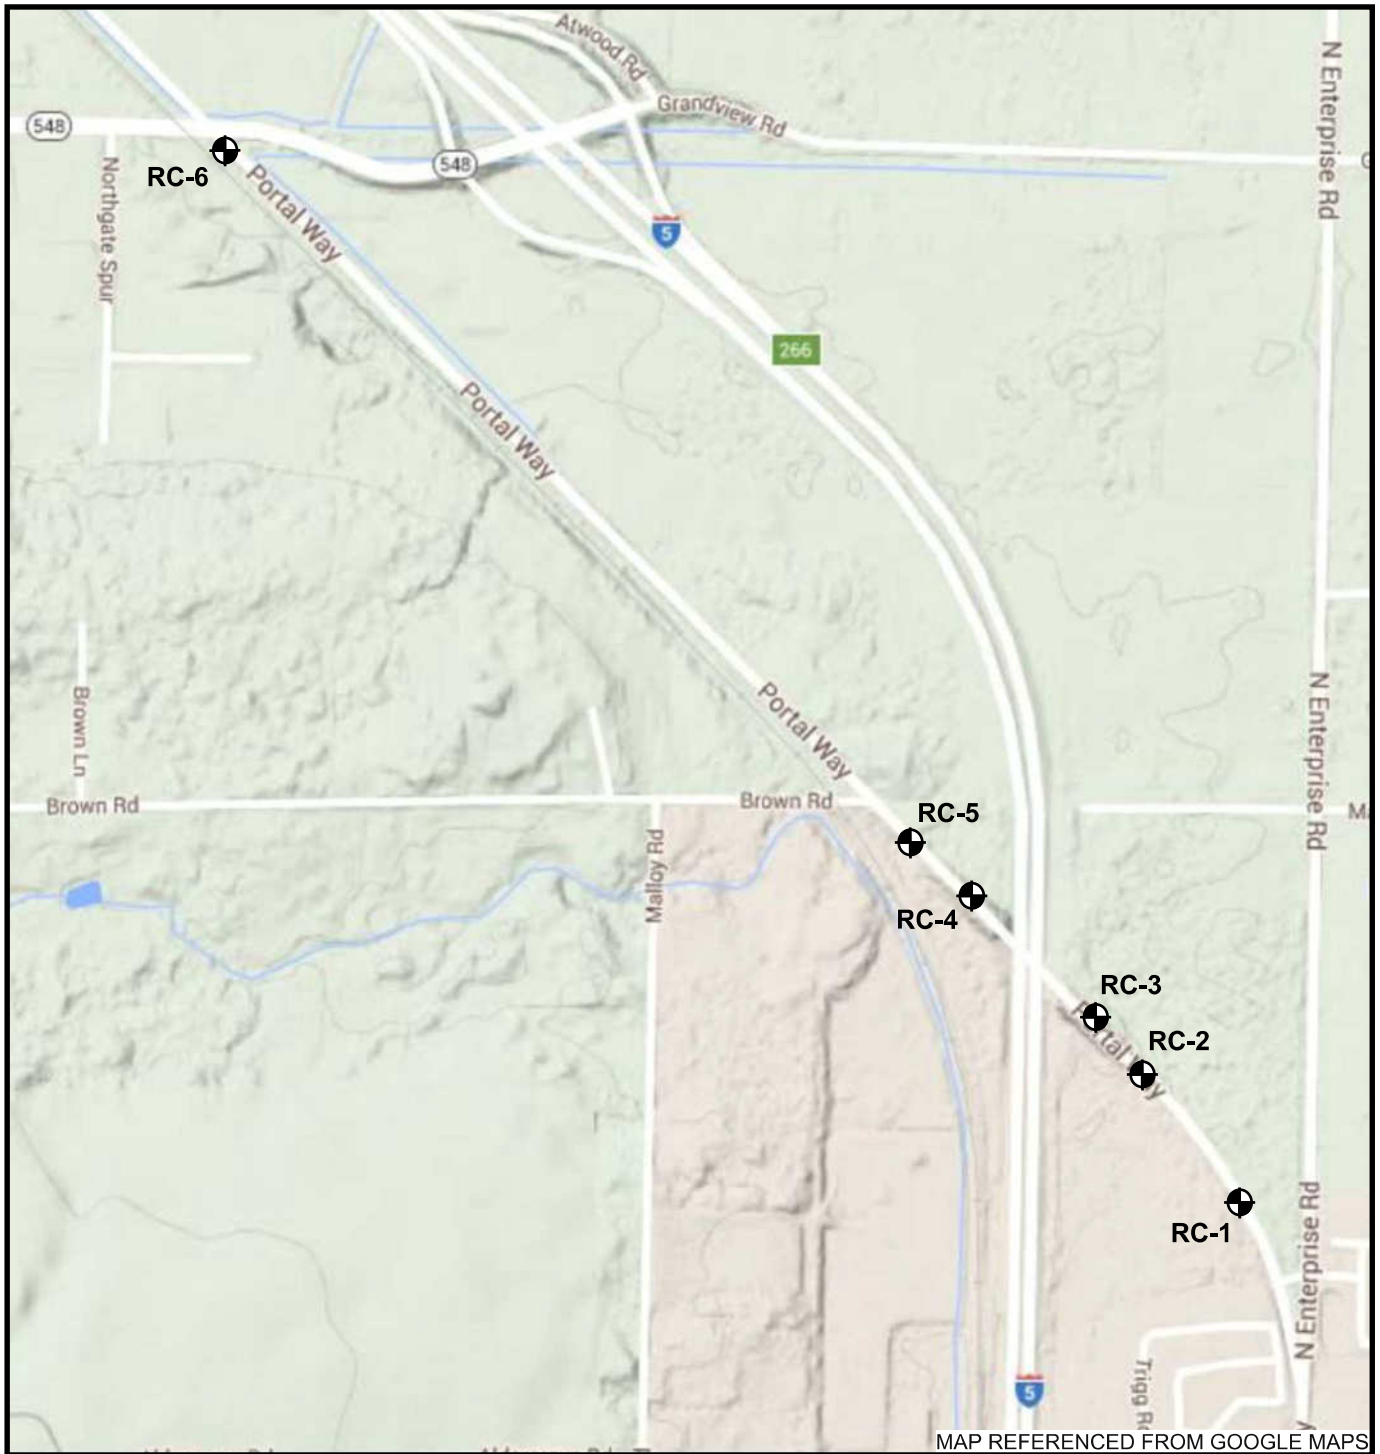 Atwood Rd
Grandview Rd
548
548
N Enterprise Rd
RC-6
Northgate Spur
Portal Way
5
266
Portal Way
Brown Ln
Portal Way
N Enterprise Rd
Brown Rd
Brown Rd
RC-5
Malloy Rd
RC-4
RC-3
Portal Way
RC-2
RC-1
N Enterprise Rd
Trigg Rd
5
MAP REFERENCED FROM GOOGLE MAPS